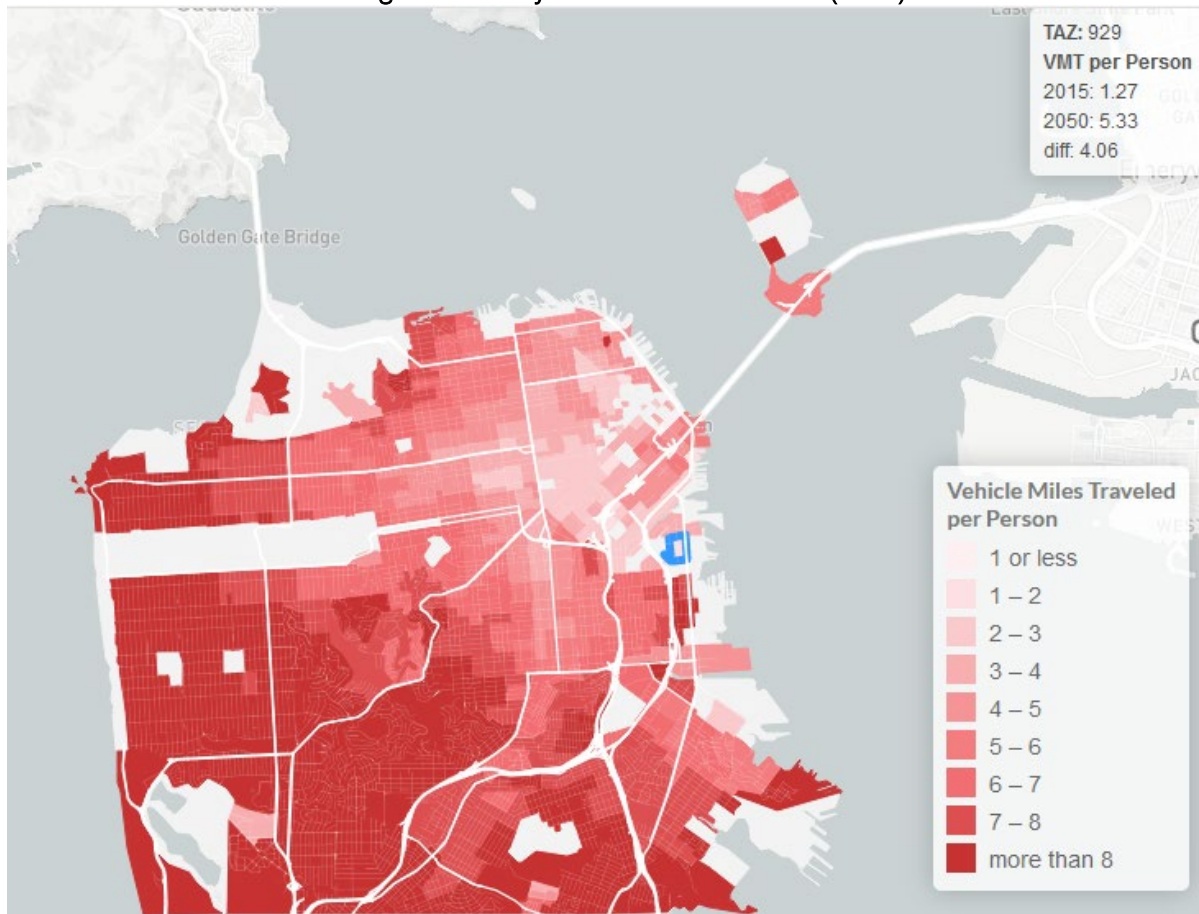 TAZ: 929
VMT per Person
2015: 1.27
2050: 5.33
diff: 4.06
Golden Gate Bridge
Vehicle Miles Traveled
per Person
1 or less
1 – 2
2 – 3
3 – 4
4 – 5
5 – 6
6 – 7
7 – 8
more than 8